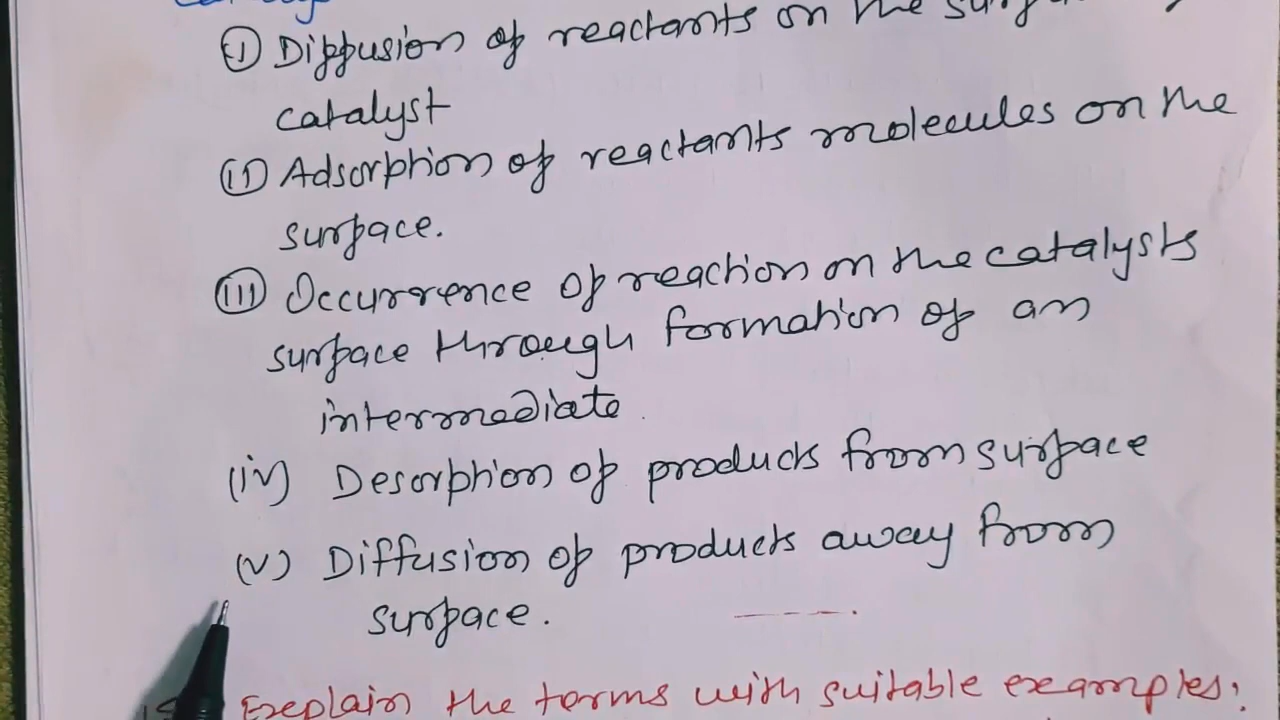 (i) Diffusion of reactants on the
catalyst
(ii) Adsorption of reactants molecules on the
surface.
(iii) Occurrence of reaction on the catalysts
surface through formation of an
intermediate.
(iv) Desorption of products from surface
(v) Diffusion of products away from
surface.
Explain the terms with suitable examples: